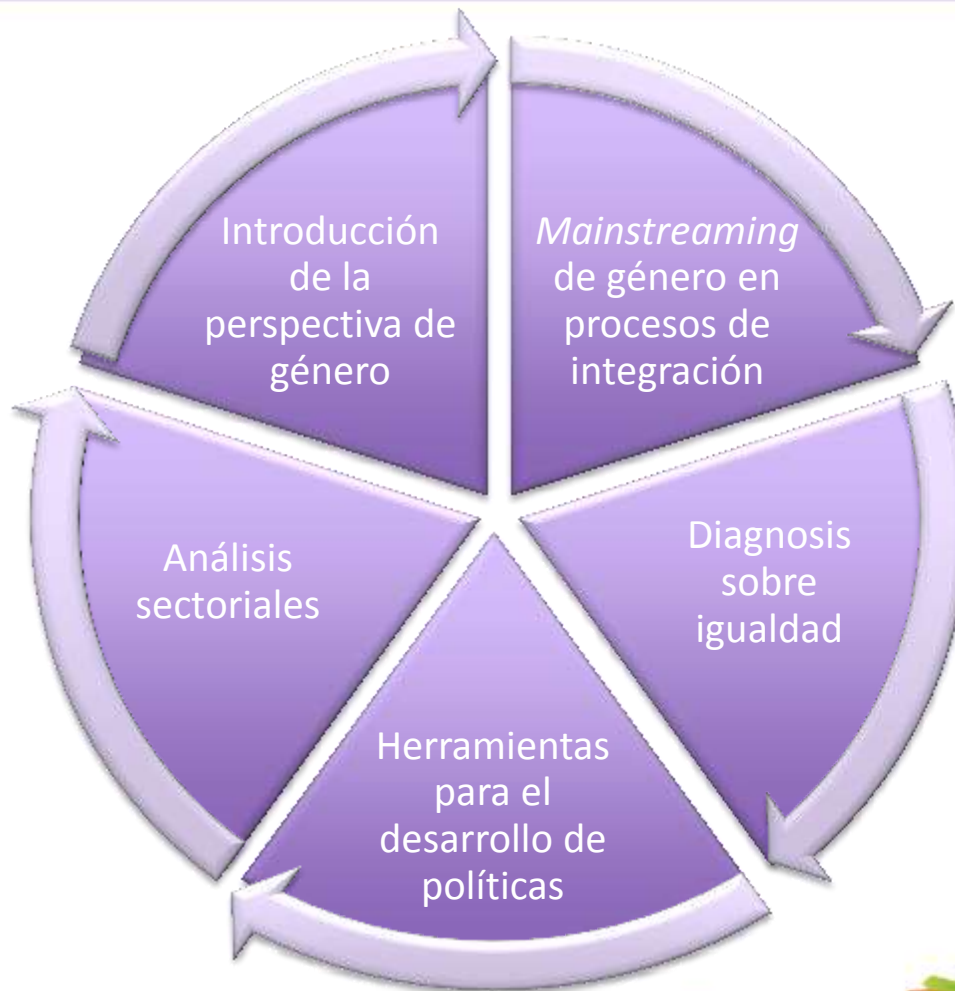 Introducción
de la
perspectiva de
género
Mainstreaming
de género en
procesos de
integración
Diagnosis
sobre
igualdad
Herramientas
para el
desarrollo de
políticas
Análisis
sectoriales